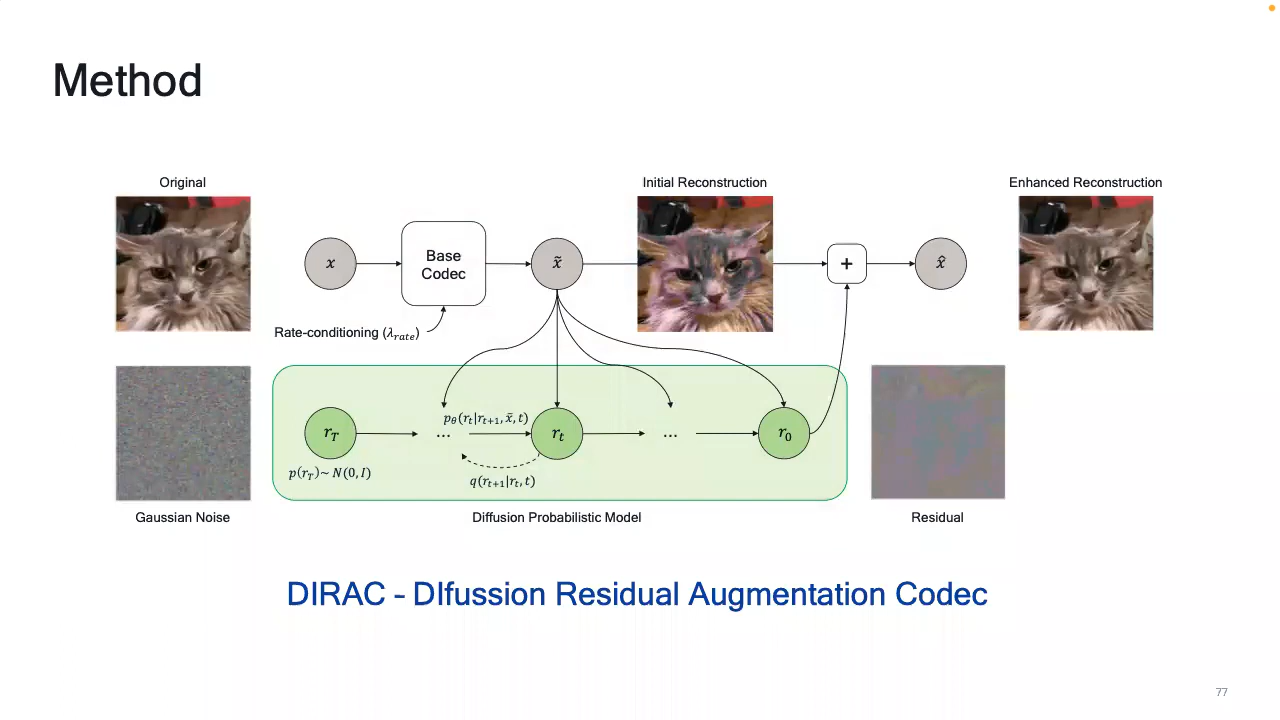 Method
Original
Initial Reconstruction
Enhanced Reconstruction
x
Base
Codec
x̃
+
x̂
Rate-conditioning (λ_rate)
r_T
...
p_θ(r_t|r_{t+1}, x̃, t)
r_t
...
r_0
p(r_T)~ N(0, I)
q(r_{t+1}|r_t, t)
Gaussian Noise
Diffusion Probabilistic Model
Residual
DIRAC – DIfussion Residual Augmentation Codec
77